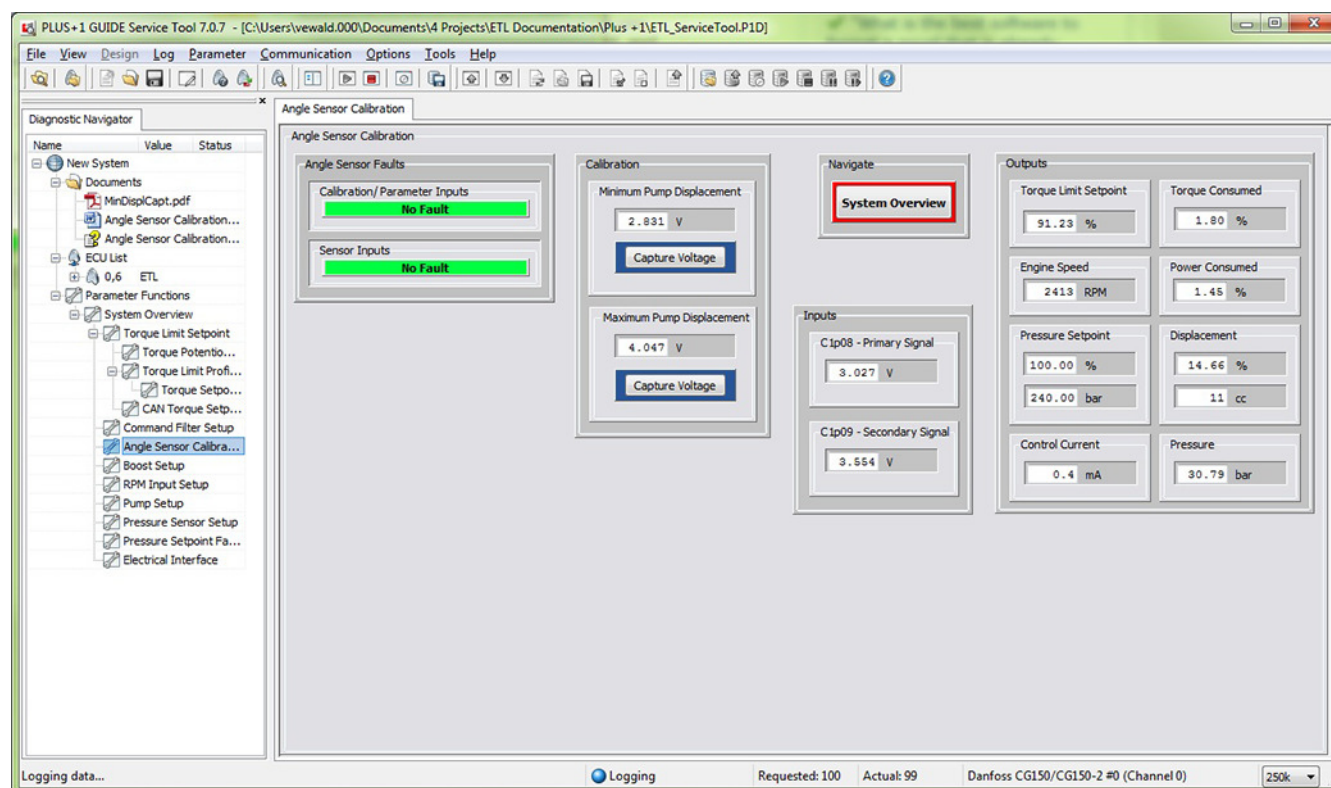 PLUS+1 GUIDE Service Tool 7.0.7 - [C:\Users\vewald.000\Documents\4 Projects\ETL Documentation\Plus +1\ETL_ServiceTool.P1D]
File View Design Log Parameter Communication Options Tools Help
Diagnostic Navigator
Name Value Status
New System
Documents
MinDisplCapt.pdf
Angle Sensor Calibration...
Angle Sensor Calibration...
ECU List
0,6 ETL
Parameter Functions
System Overview
Torque Limit Setpoint
Torque Potentio...
Torque Limit Profi...
Torque Setpo...
CAN Torque Setp...
Command Filter Setup
Angle Sensor Calibra...
Boost Setup
RPM Input Setup
Pump Setup
Pressure Sensor Setup
Pressure Setpoint Fa...
Electrical Interface
Angle Sensor Calibration
Angle Sensor Calibration
Angle Sensor Faults
Calibration/Parameter Inputs
No Fault
Sensor Inputs
No Fault
Calibration
Minimum Pump Displacement
2.831 V
Capture Voltage
Maximum Pump Displacement
4.047 V
Capture Voltage
Navigate
System Overview
Inputs
C1p08 - Primary Signal
3.027 V
C1p09 - Secondary Signal
3.554 V
Outputs
Torque Limit Setpoint
91.23 %
Torque Consumed
1.80 %
Engine Speed
2413 RPM
Power Consumed
1.45 %
Pressure Setpoint
100.00 %
240.00 bar
Displacement
14.66 %
11 cc
Control Current
0.4 mA
Pressure
30.79 bar
Logging data...
Logging
Requested: 100
Actual: 99
Danfoss CG150/CG150-2 #0 (Channel 0)
250k